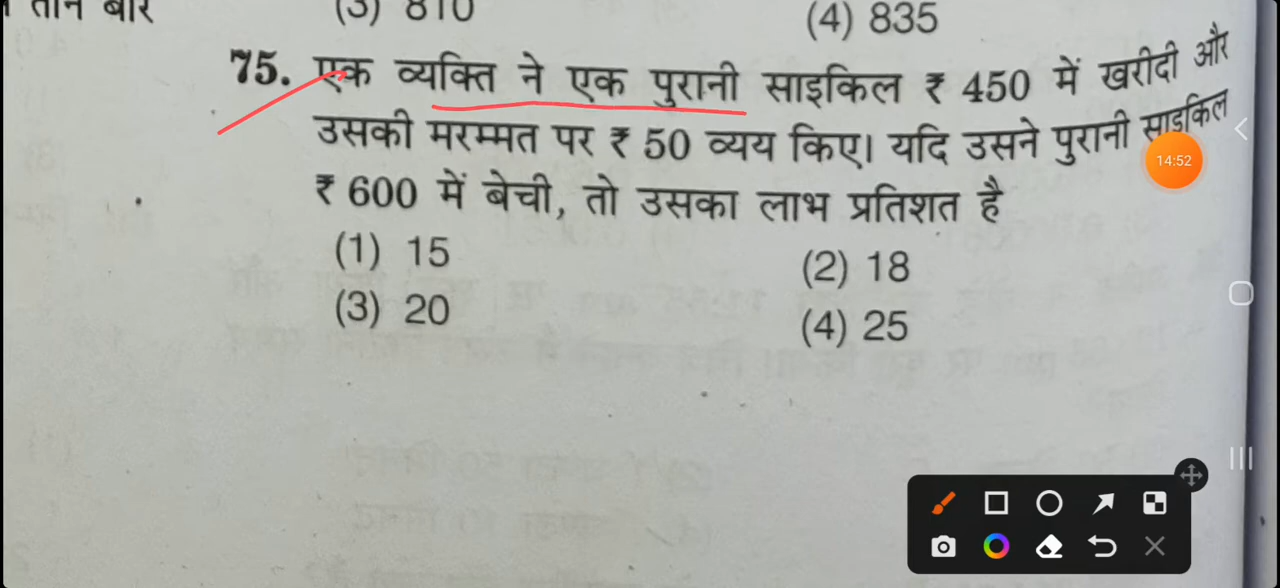 तीन बार (3) 810 (4) 835
75. एक व्यक्ति ने एक पुरानी साइकिल ₹ 450 में खरीदी और
उसकी मरम्मत पर ₹ 50 व्यय किए। यदि उसने पुरानी साइकिल
₹ 600 में बेची, तो उसका लाभ प्रतिशत है
(1) 15 (2) 18
(3) 20 (4) 25
14:52